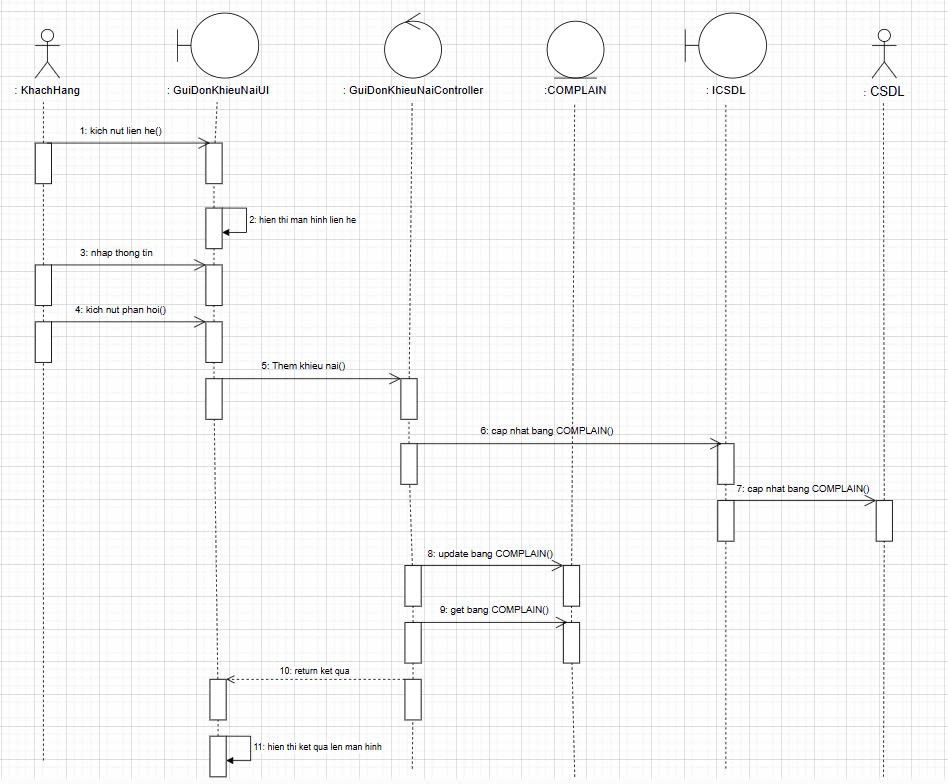 : KhachHang
: GuiDonKhieuNaiUI
: GuiDonKhieuNaiController
:COMPLAIN
: ICSDL
: CSDL
1: kich nut lien he()
2: hien thi man hinh lien he
3: nhap thong tin
4: kich nut phan hoi()
5: Them khieu nai()
6: cap nhat bang COMPLAIN()
7: cap nhat bang COMPLAIN()
8: update bang COMPLAIN()
9: get bang COMPLAIN()
10: return ket qua
11: hien thi ket qua len man hinh